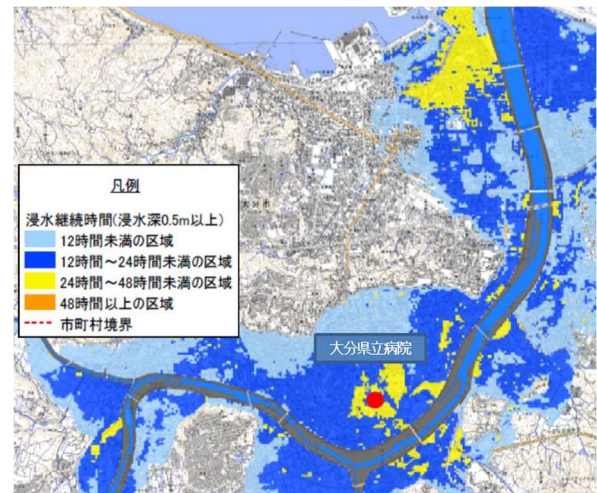 凡例
浸水継続時間(浸水深0.5m以上)
12時間未満の区域
12時間～24時間未満の区域
24時間～48時間未満の区域
48時間以上の区域
市町村境界
大分市
大分県立病院